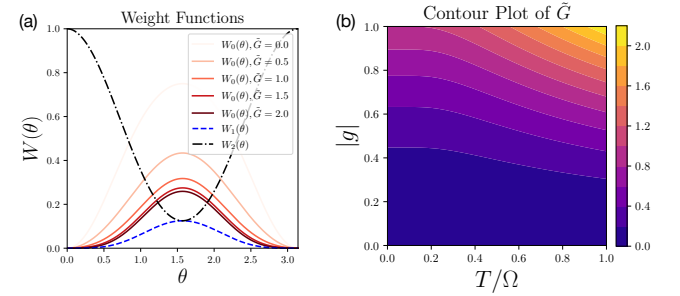 (a)
Weight Functions
W(θ)
1.0
0.8
0.6
0.4
0.2
0.0
0.0 0.5 1.0 1.5 2.0 2.5 3.0
θ
W₀(θ), G̃ = 0.0
W₀(θ), G̃ = 0.5
W₀(θ), G̃ = 1.0
W₀(θ), G̃ = 1.5
W₀(θ), G̃ = 2.0
W₁(θ)
W₂(θ)
(b)
Contour Plot of G̃
|g|
1.0
0.8
0.6
0.4
0.2
0.0
0.0 0.2 0.4 0.6 0.8 1.0
T/Ω
2.0
1.6
1.2
0.8
0.4
0.0